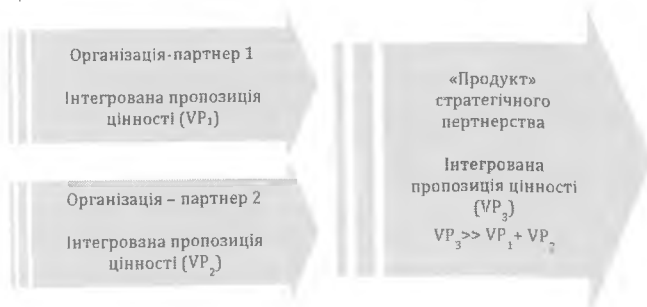 Організація-партнер 1
Інтегрована пропозиція
цінності (VP₁)
Організація – партнер 2
Інтегрована пропозиція
цінності (VP₂)
«Продукт»
стратегічного
пертнерства
Інтегрована
пропозиція цінності
(VP₃)
VP₃>> VP₁+ VP₂